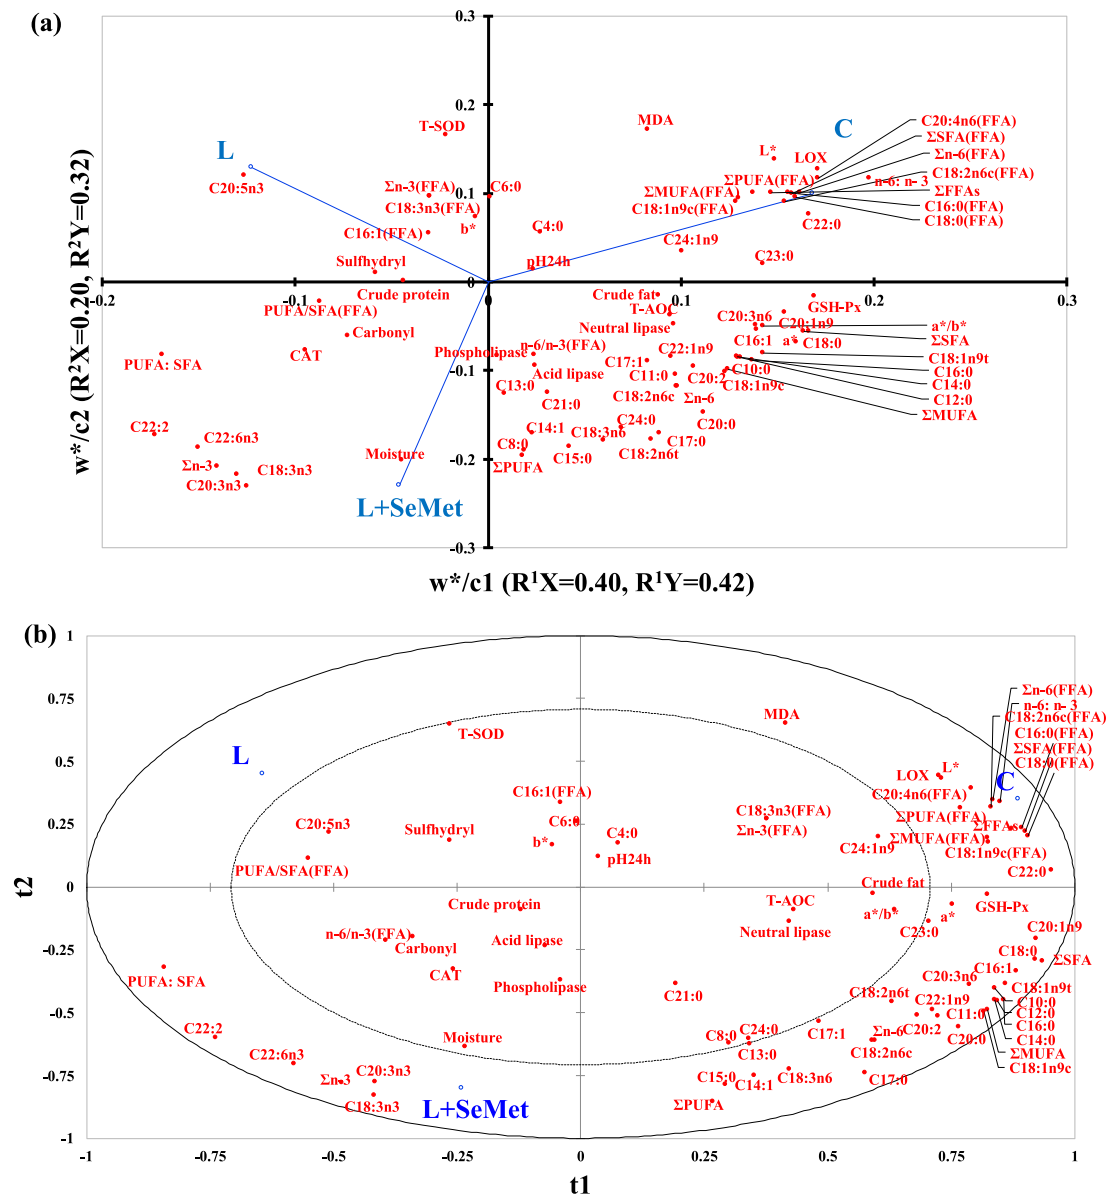 (a)
0.3
0.2
0.1
0
-0.1
-0.2
-0.3
-0.2
-0.1
0
0.1
0.2
0.3
w*/c2 (R²X=0.20, R²Y=0.32)
w*/c1 (R¹X=0.40, R¹Y=0.42)
T-SOD
MDA
C
L
C20:5n3
L*
LOX
C20:4n6(FFA)
ΣSFA(FFA)
Σn-6(FFA)
C18:2n6c(FFA)
ΣFFAs
C16:0(FFA)
C18:0(FFA)
n-6: n- 3
ΣPUFA(FFA)
ΣMUFA(FFA)
C18:1n9c(FFA)
Σn-3(FFA)
C6:0
C18:3n3(FFA)
b*
C4:0
C22:0
C16:1(FFA)
C24:1n9
C23:0
Sulfhydryl
pH24h
Crude protein
Crude fat
GSH-Px
PUFA/SFA(FFA)
T-AOC
Carbonyl
Neutral lipase
C20:3n6
C20:1n9
a*/b*
ΣSFA
C18:1n9t
C16:0
C14:0
C12:0
ΣMUFA
C16:1
a*
C18:0
CAT
PUFA: SFA
Phospholipase
n-6/n-3(FFA)
C17:1
C22:1n9
Acid lipase
C11:0
C20:2
C10:0
C18:1n9c
C13:0
C21:0
C18:2n6c
Σn-6
C20:0
C22:2
C22:6n3
C14:1
C18:3n6
C24:0
C17:0
C8:0
C15:0
C18:2n6t
Moisture
ΣPUFA
Σn-3
C18:3n3
C20:3n3
L+SeMet
(b)
1
0.75
0.5
0.25
0
-0.25
-0.5
-0.75
-1
-1
-0.75
-0.5
-0.25
0
0.25
0.5
0.75
1
t2
t1
Σn-6(FFA)
n-6: n- 3
C18:2n6c(FFA)
C16:0(FFA)
ΣSFA(FFA)
C18:0(FFA)
MDA
T-SOD
L
C
LOX
L*
C20:4n6(FFA)
C16:1(FFA)
C6:0
C18:3n3(FFA)
Σn-3(FFA)
ΣPUFA(FFA)
ΣFFAs
ΣMUFA(FFA)
C18:1n9c(FFA)
C20:5n3
Sulfhydryl
b*
C4:0
C24:1n9
PUFA/SFA(FFA)
pH24h
C22:0
Crude fat
Crude protein
T-AOC
a*/b*
a*
GSH-Px
n-6/n-3(FFA)
Carbonyl
Acid lipase
Neutral lipase
C23:0
C20:1n9
C18:0
ΣSFA
CAT
PUFA: SFA
Phospholipase
C21:0
C20:3n6
C16:1
C18:1n9t
C10:0
C12:0
C16:0
C14:0
ΣMUFA
C18:1n9c
C18:2n6t
C22:1n9
C11:0
C17:1
C20:2
C20:0
C22:2
Moisture
C8:0
C24:0
C13:0
Σn-6
C18:2n6c
C22:6n3
Σn-3
C20:3n3
C18:3n3
C15:0
C14:1
C18:3n6
C17:0
ΣPUFA
L+SeMet